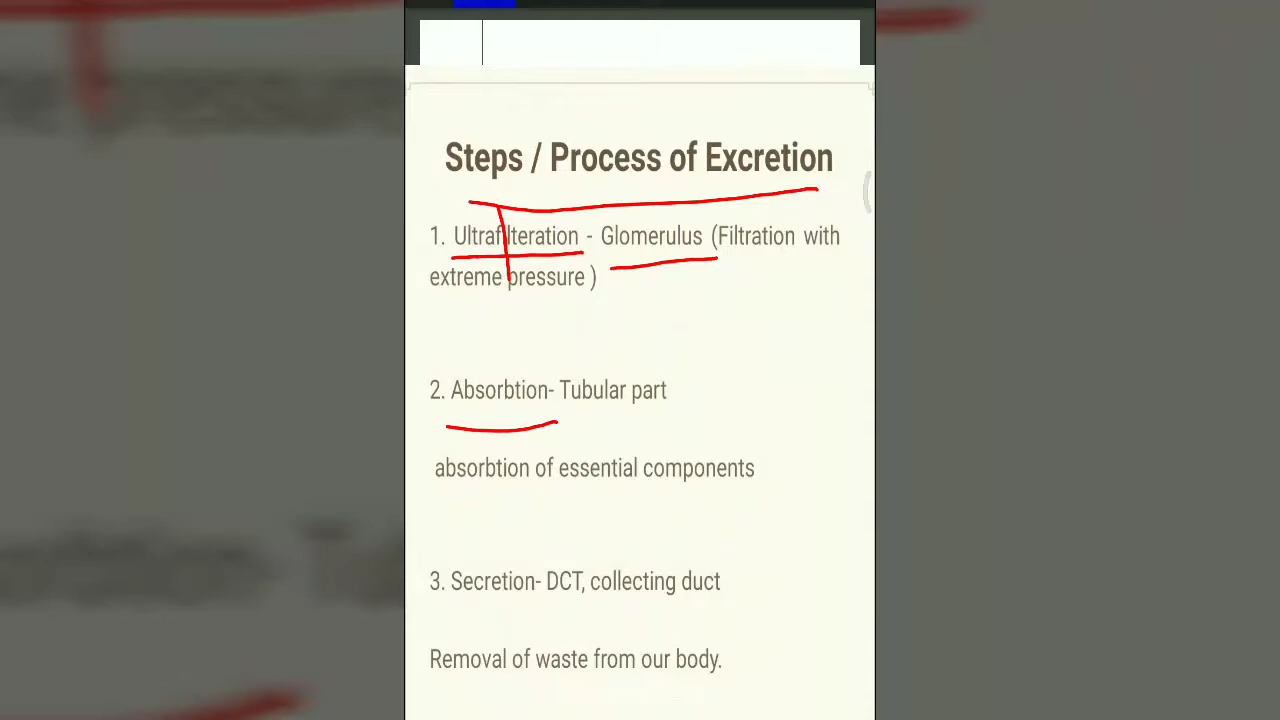 Steps / Process of Excretion
1. Ultrafilteration - Glomerulus (Filtration with
extreme pressure )
2. Absorbtion- Tubular part
absorbtion of essential components
3. Secretion- DCT, collecting duct
Removal of waste from our body.